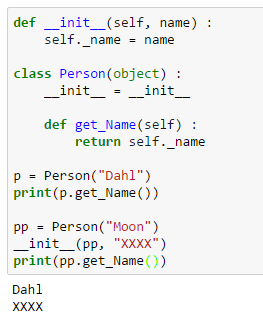 def __init__(self, name) :
    self._name = name

class Person(object) :
    __init__ = __init__

    def get_Name(self) :
        return self._name

p = Person("Dahl")
print(p.get_Name())

pp = Person("Moon")
__init__(pp, "XXXX")
print(pp.get_Name())

Dahl
XXXX